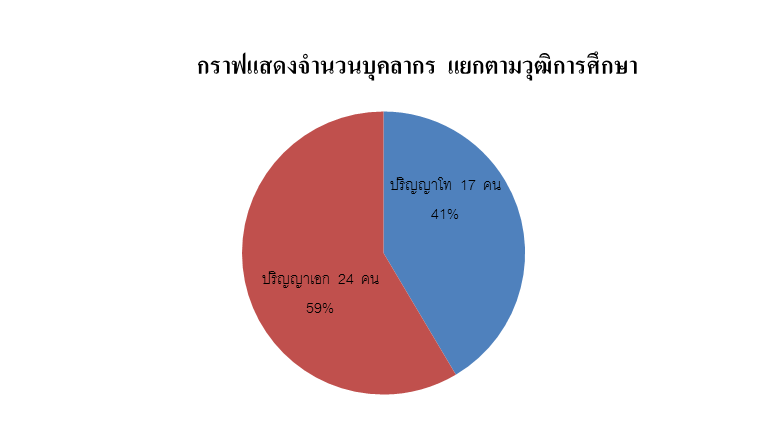 กราฟแสดงจำนวนบุคลากร แยกตามวุฒิการศึกษา
ปริญญาโท 17 คน
41%
ปริญญาเอก 24 คน
59%